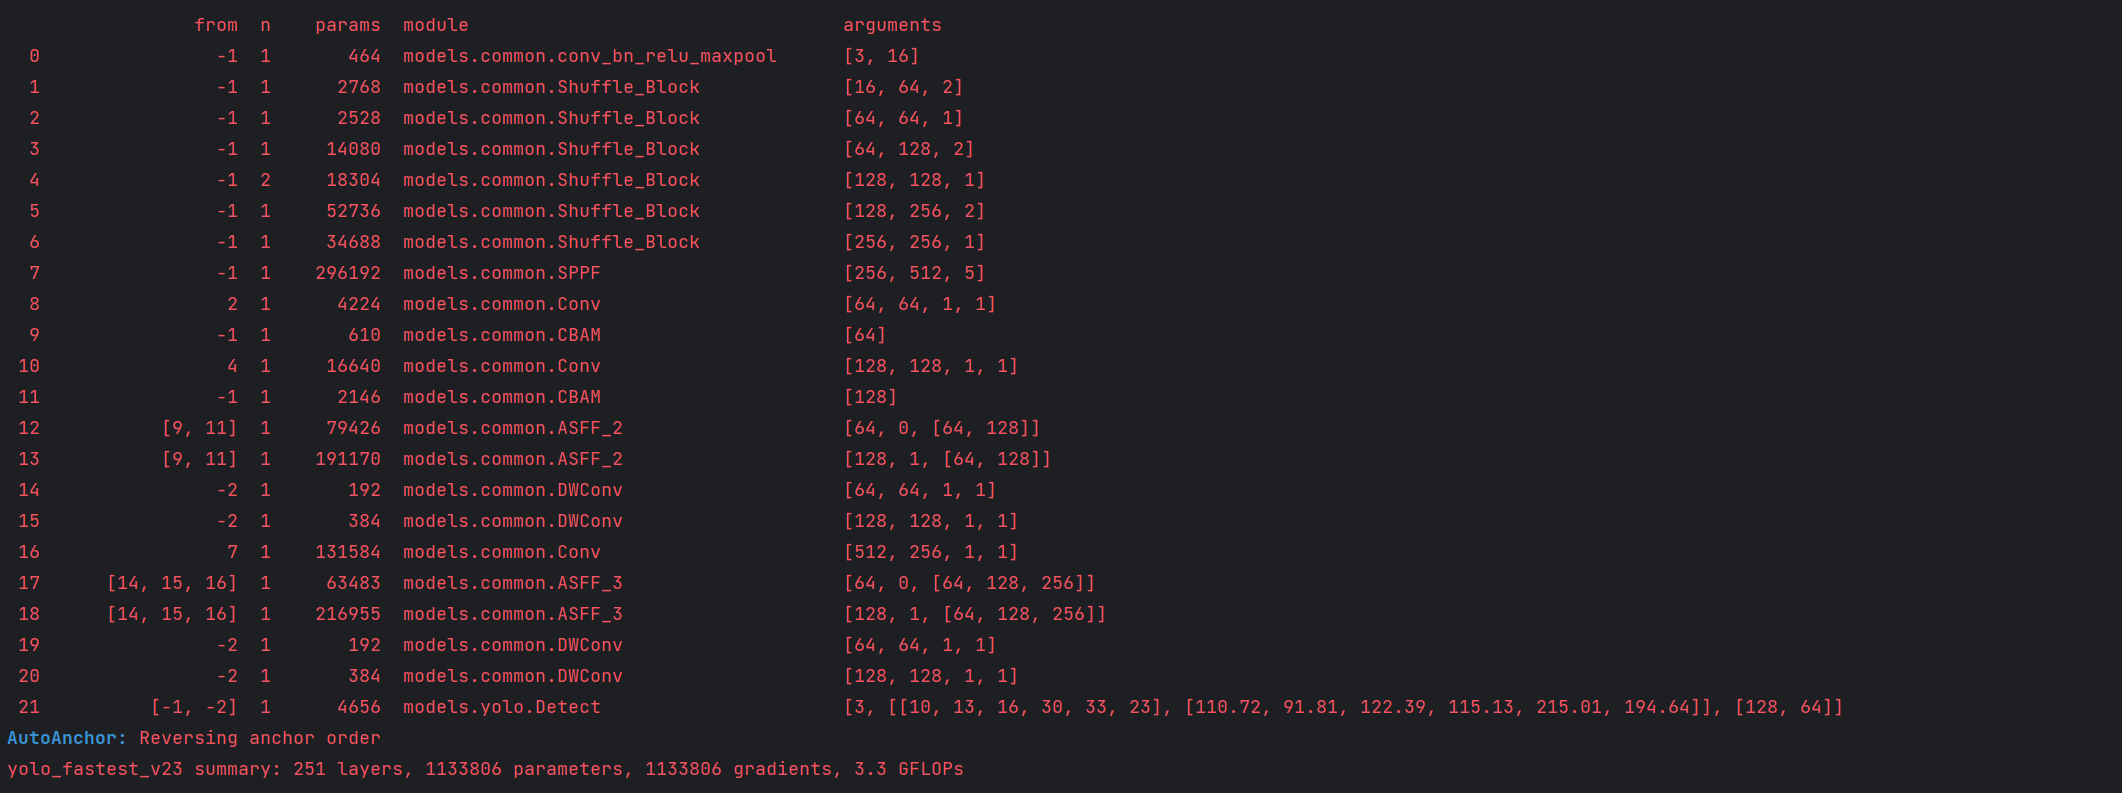 from n params module arguments
0 -1 1 464 models.common.conv_bn_relu_maxpool [3, 16]
1 -1 1 2768 models.common.Shuffle_Block [16, 64, 2]
2 -1 1 2528 models.common.Shuffle_Block [64, 64, 1]
3 -1 1 14080 models.common.Shuffle_Block [64, 128, 2]
4 -1 2 18304 models.common.Shuffle_Block [128, 128, 1]
5 -1 1 52736 models.common.Shuffle_Block [128, 256, 2]
6 -1 1 34688 models.common.Shuffle_Block [256, 256, 1]
7 -1 1 296192 models.common.SPPF [256, 512, 5]
8 2 1 4224 models.common.Conv [64, 64, 1, 1]
9 -1 1 610 models.common.CBAM [64]
10 4 1 16640 models.common.Conv [128, 128, 1, 1]
11 -1 1 2146 models.common.CBAM [128]
12 [9, 11] 1 79426 models.common.ASFF_2 [64, 0, [64, 128]]
13 [9, 11] 1 191170 models.common.ASFF_2 [128, 1, [64, 128]]
14 -2 1 192 models.common.DWConv [64, 64, 1, 1]
15 -2 1 384 models.common.DWConv [128, 128, 1, 1]
16 7 1 131584 models.common.Conv [512, 256, 1, 1]
17 [14, 15, 16] 1 63483 models.common.ASFF_3 [64, 0, [64, 128, 256]]
18 [14, 15, 16] 1 216955 models.common.ASFF_3 [128, 1, [64, 128, 256]]
19 -2 1 192 models.common.DWConv [64, 64, 1, 1]
20 -2 1 384 models.common.DWConv [128, 128, 1, 1]
21 [-1, -2] 1 4656 models.yolo.Detect [3, [[10, 13, 16, 30, 33, 23], [110.72, 91.81, 122.39, 115.13, 215.01, 194.64]], [128, 64]]
AutoAnchor: Reversing anchor order
yolo_fastest_v23 summary: 251 layers, 1133806 parameters, 1133806 gradients, 3.3 GFLOPs